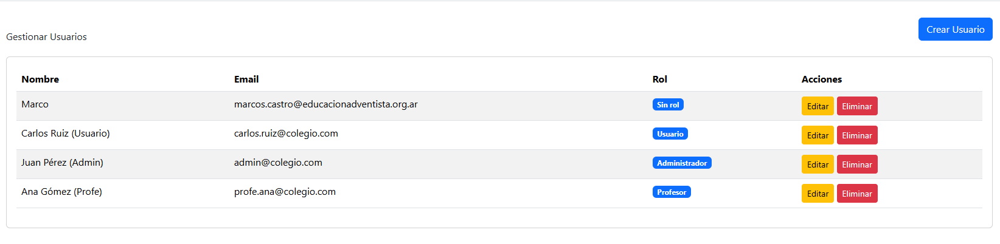 Crear Usuario
Gestionar Usuarios
Nombre Email Rol Acciones
Marco marcos.castro@educacionadventista.org.ar Sin rol Editar Eliminar
Carlos Ruiz (Usuario) carlos.ruiz@colegio.com Usuario Editar Eliminar
Juan Pérez (Admin) admin@colegio.com Administrador Editar Eliminar
Ana Gómez (Profe) profe.ana@colegio.com Profesor Editar Eliminar